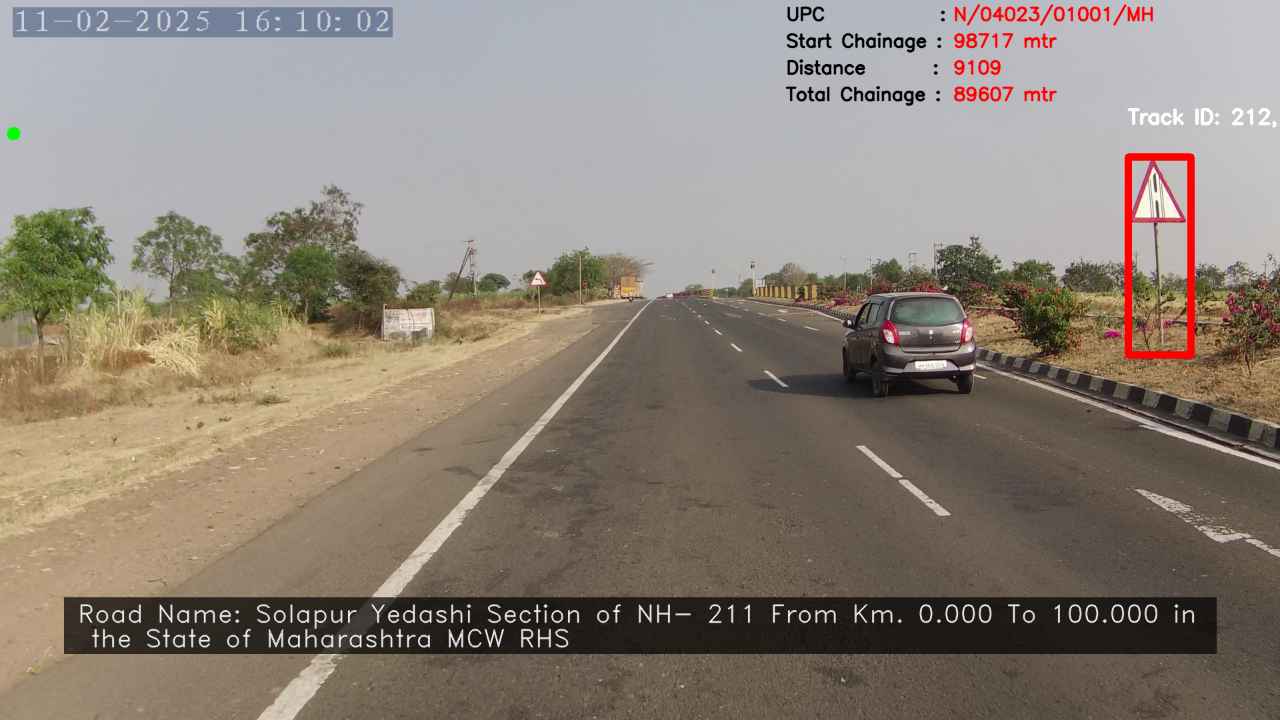 11-02-2025 16:10:02
UPC : N/04023/01001/MH
Start Chainage : 98717 mtr
Distance : 9109
Total Chainage : 89607 mtr
Track ID: 212,
Road Name: Solapur Yedashi Section of NH- 211 From Km. 0.000 To 100.000 in
the State of Maharashtra MCW RHS